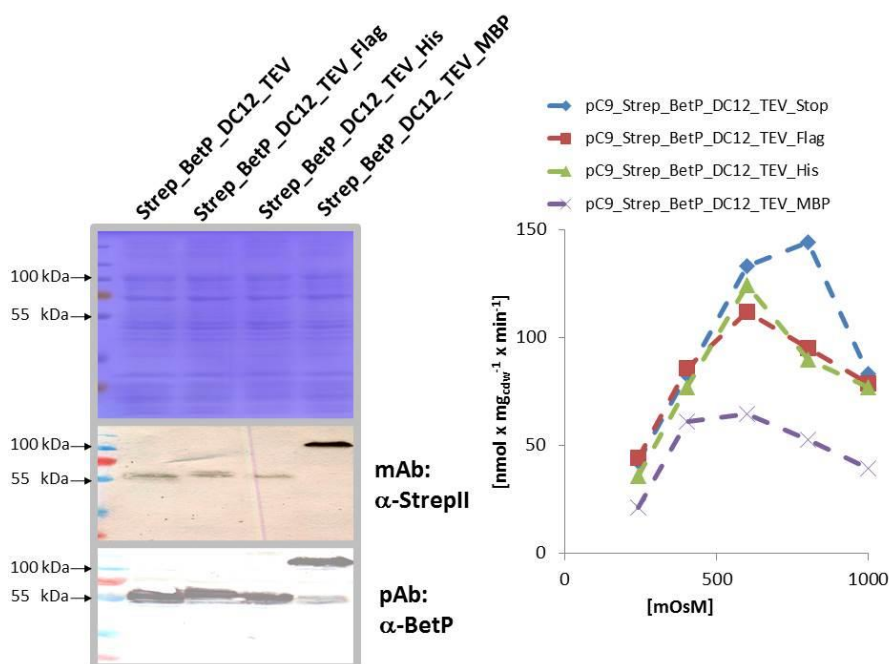 Strep_BetP_DC12_TEV
Strep_BetP_DC12_TEV_Flag
Strep_BetP_DC12_TEV_His
Strep_BetP_DC12_TEV_MBP
100 kDa
55 kDa
100 kDa
55 kDa
mAb:
α-StrepII
100 kDa
55 kDa
pAb:
α-BetP
pC9_Strep_BetP_DC12_TEV_Stop
pC9_Strep_BetP_DC12_TEV_Flag
pC9_Strep_BetP_DC12_TEV_His
pC9_Strep_BetP_DC12_TEV_MBP
150
100
50
0
[nmol x mgcdw⁻¹ x min⁻¹]
0
500
1000
[mOsM]